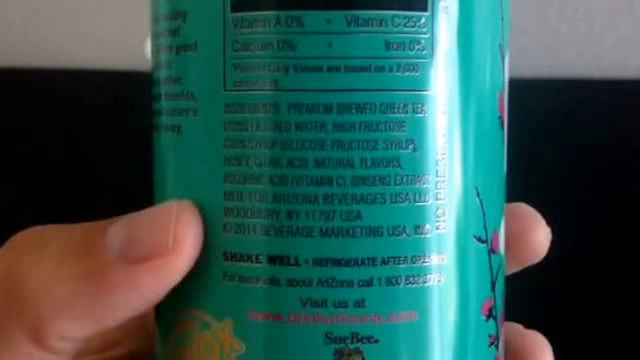 Vitamin A 0% • Vitamin C 25%
Calcium 0% • Iron 0%
*Percent Daily Values are based on a 2,000
calorie diet.
INGREDIENTS: PREMIUM BREWED GREEN TEA
USING FILTERED WATER, HIGH FRUCTOSE
CORN SYRUP (GLUCOSE-FRUCTOSE SYRUP),
HONEY, CITRIC ACID, NATURAL FLAVORS,
ASCORBIC ACID (VITAMIN C), GINSENG EXTRACT
MFD. FOR ARIZONA BEVERAGES USA LLC
WOODBURY, NY 11797 USA
© 2011 BEVERAGE MARKETING USA, INC.
NO
SHAKE WELL • REFRIGERATE AFTER
For more info. about AriZona call 1 800 832
Visit us at
www.drinkarizona.com
SueBee